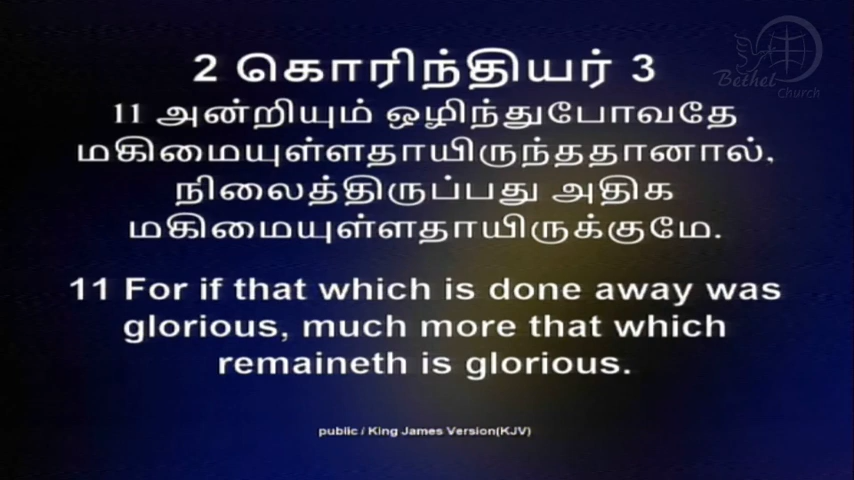 Bethel
Church
2 கொரிந்தியர் 3
11 அன்றியும் ஒழிந்துபோவதே
மகிமையுள்ளதாயிருந்ததானால்,
நிலைத்திருப்பது அதிக
மகிமையுள்ளதாயிருக்குமே.
11 For if that which is done away was
glorious, much more that which
remaineth is glorious.
public / King James Version(KJV)